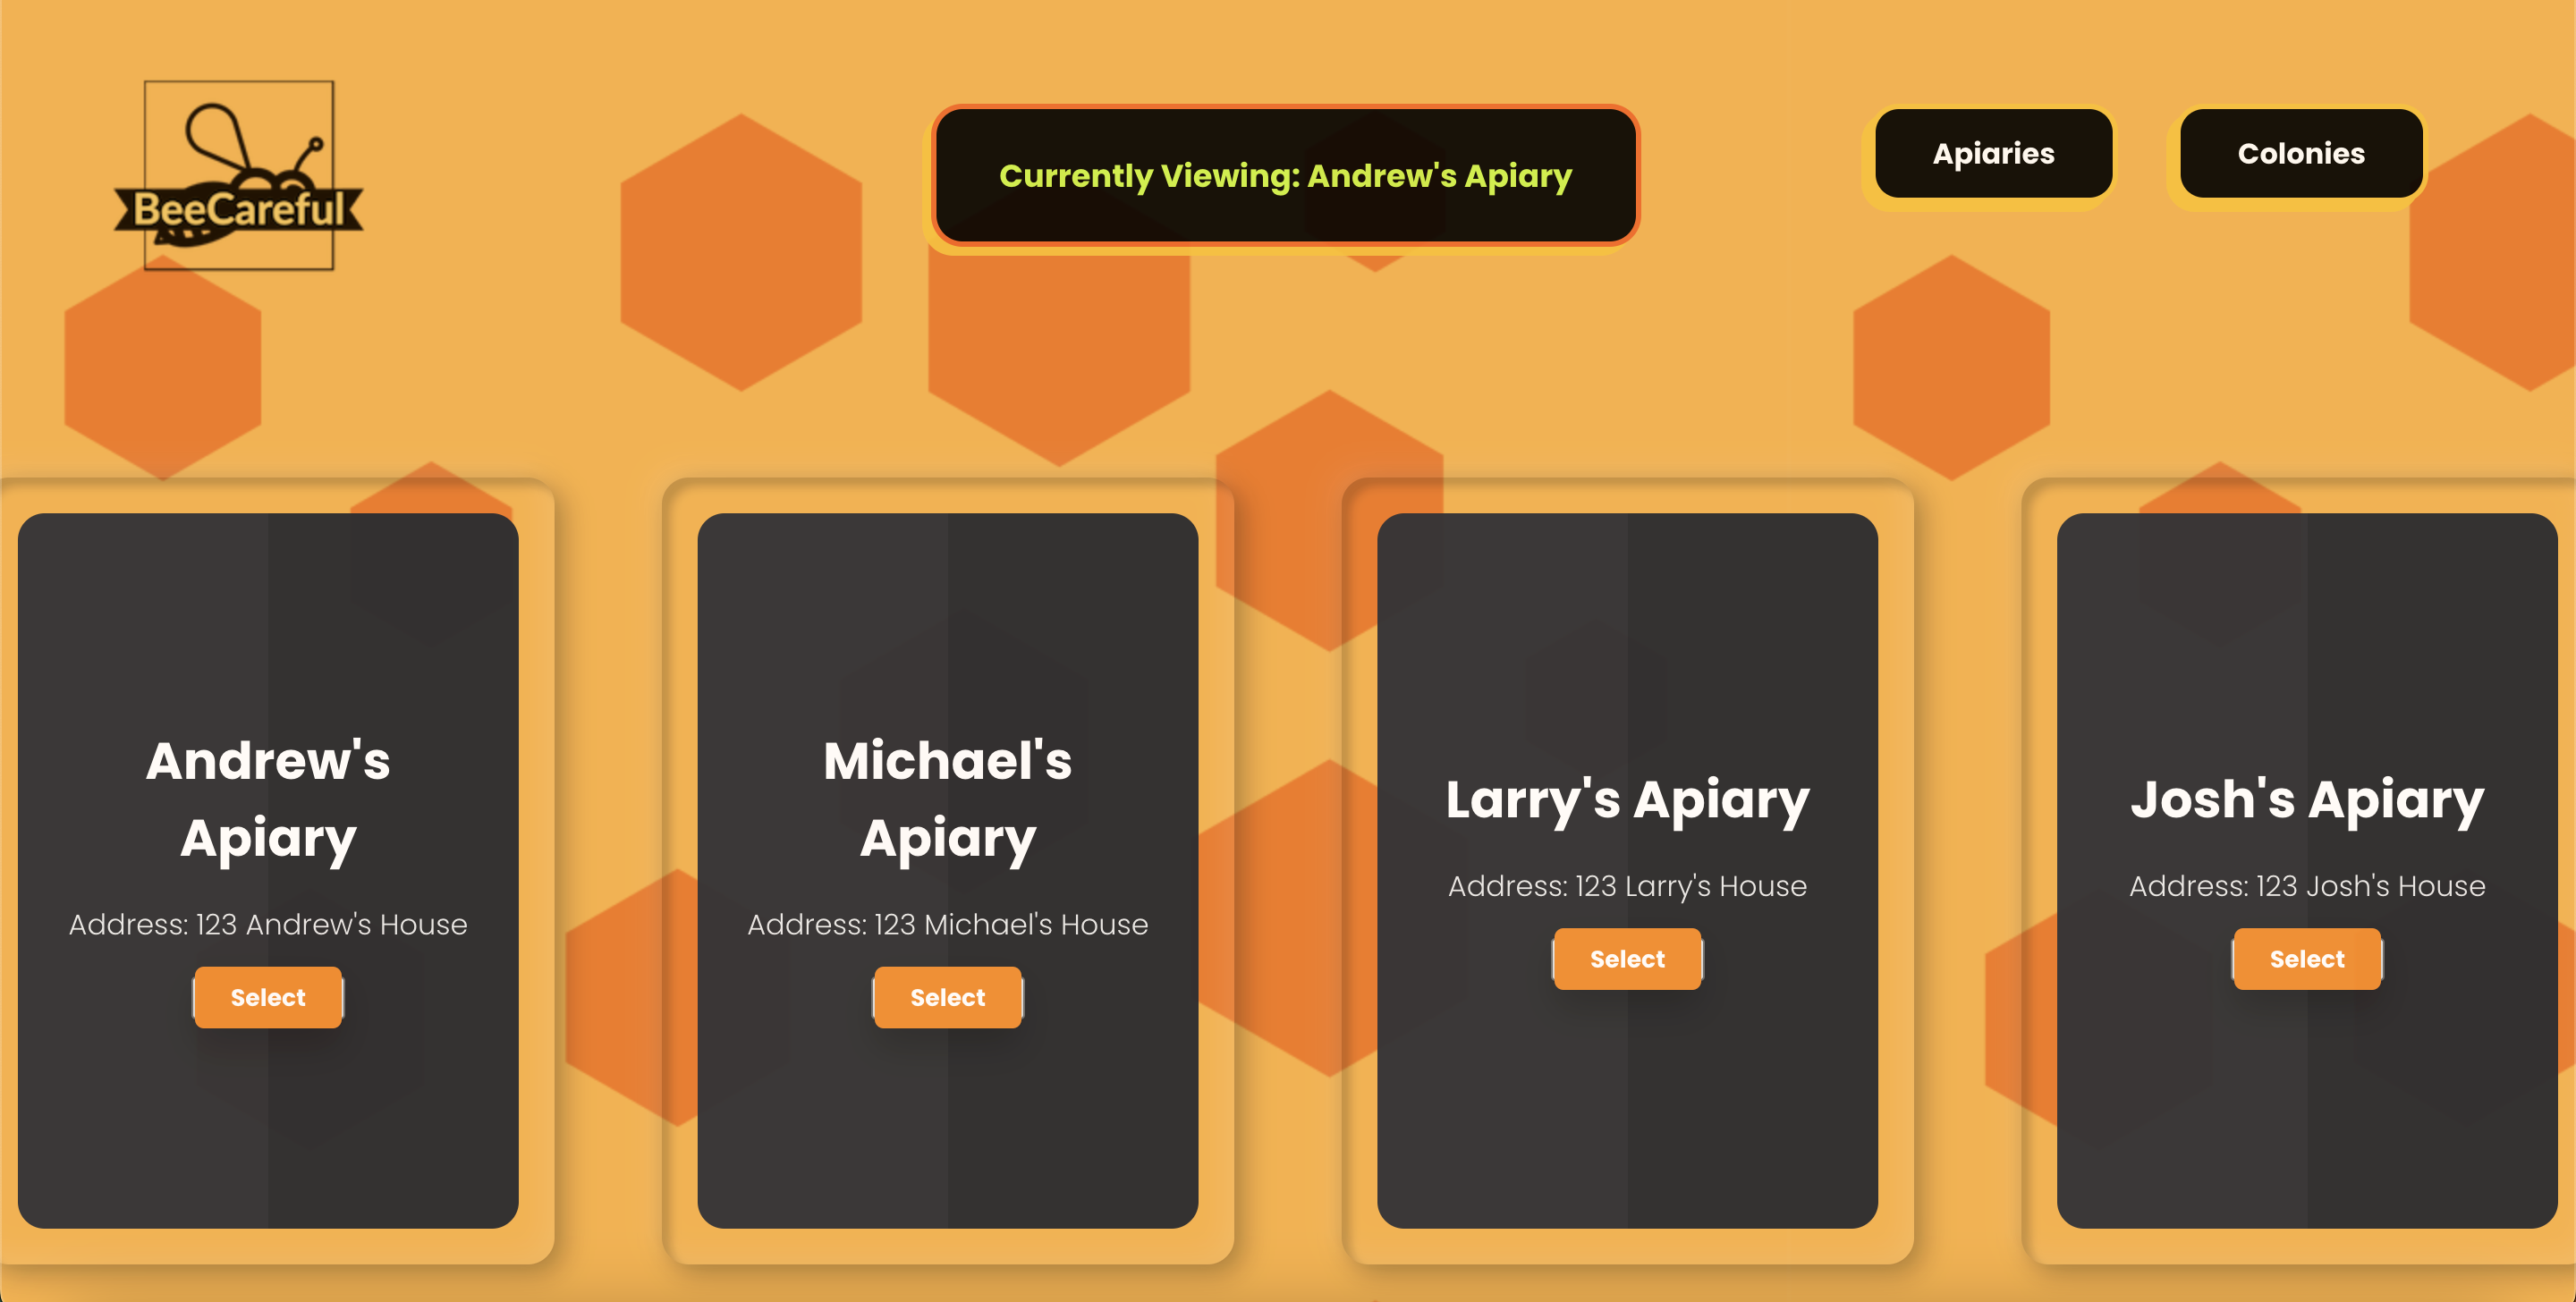 BeeCareful
Currently Viewing: Andrew's Apiary
Apiaries
Colonies
Andrew's
Apiary
Address: 123 Andrew's House
Select
Michael's
Apiary
Address: 123 Michael's House
Select
Larry's Apiary
Address: 123 Larry's House
Select
Josh's Apiary
Address: 123 Josh's House
Select